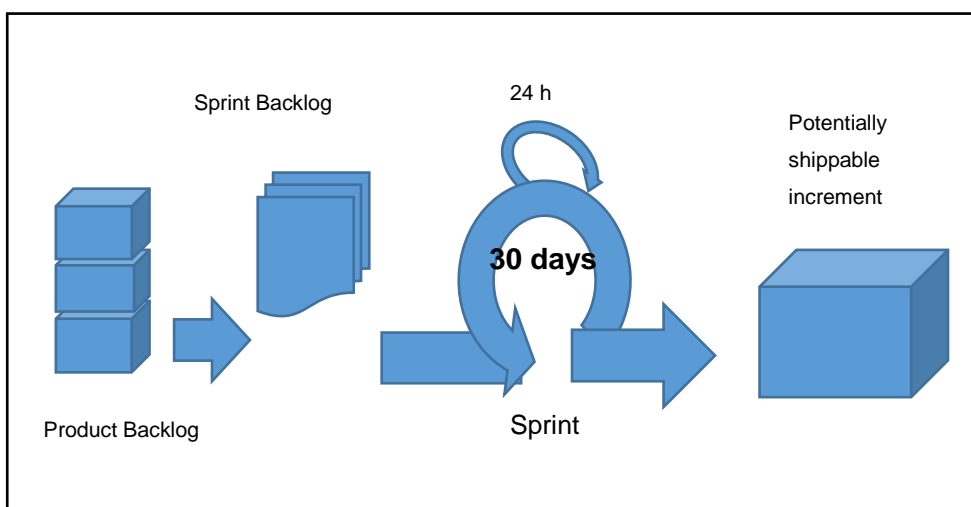 Sprint Backlog
24 h
Potentially
shippable
increment
30 days
Product Backlog
Sprint